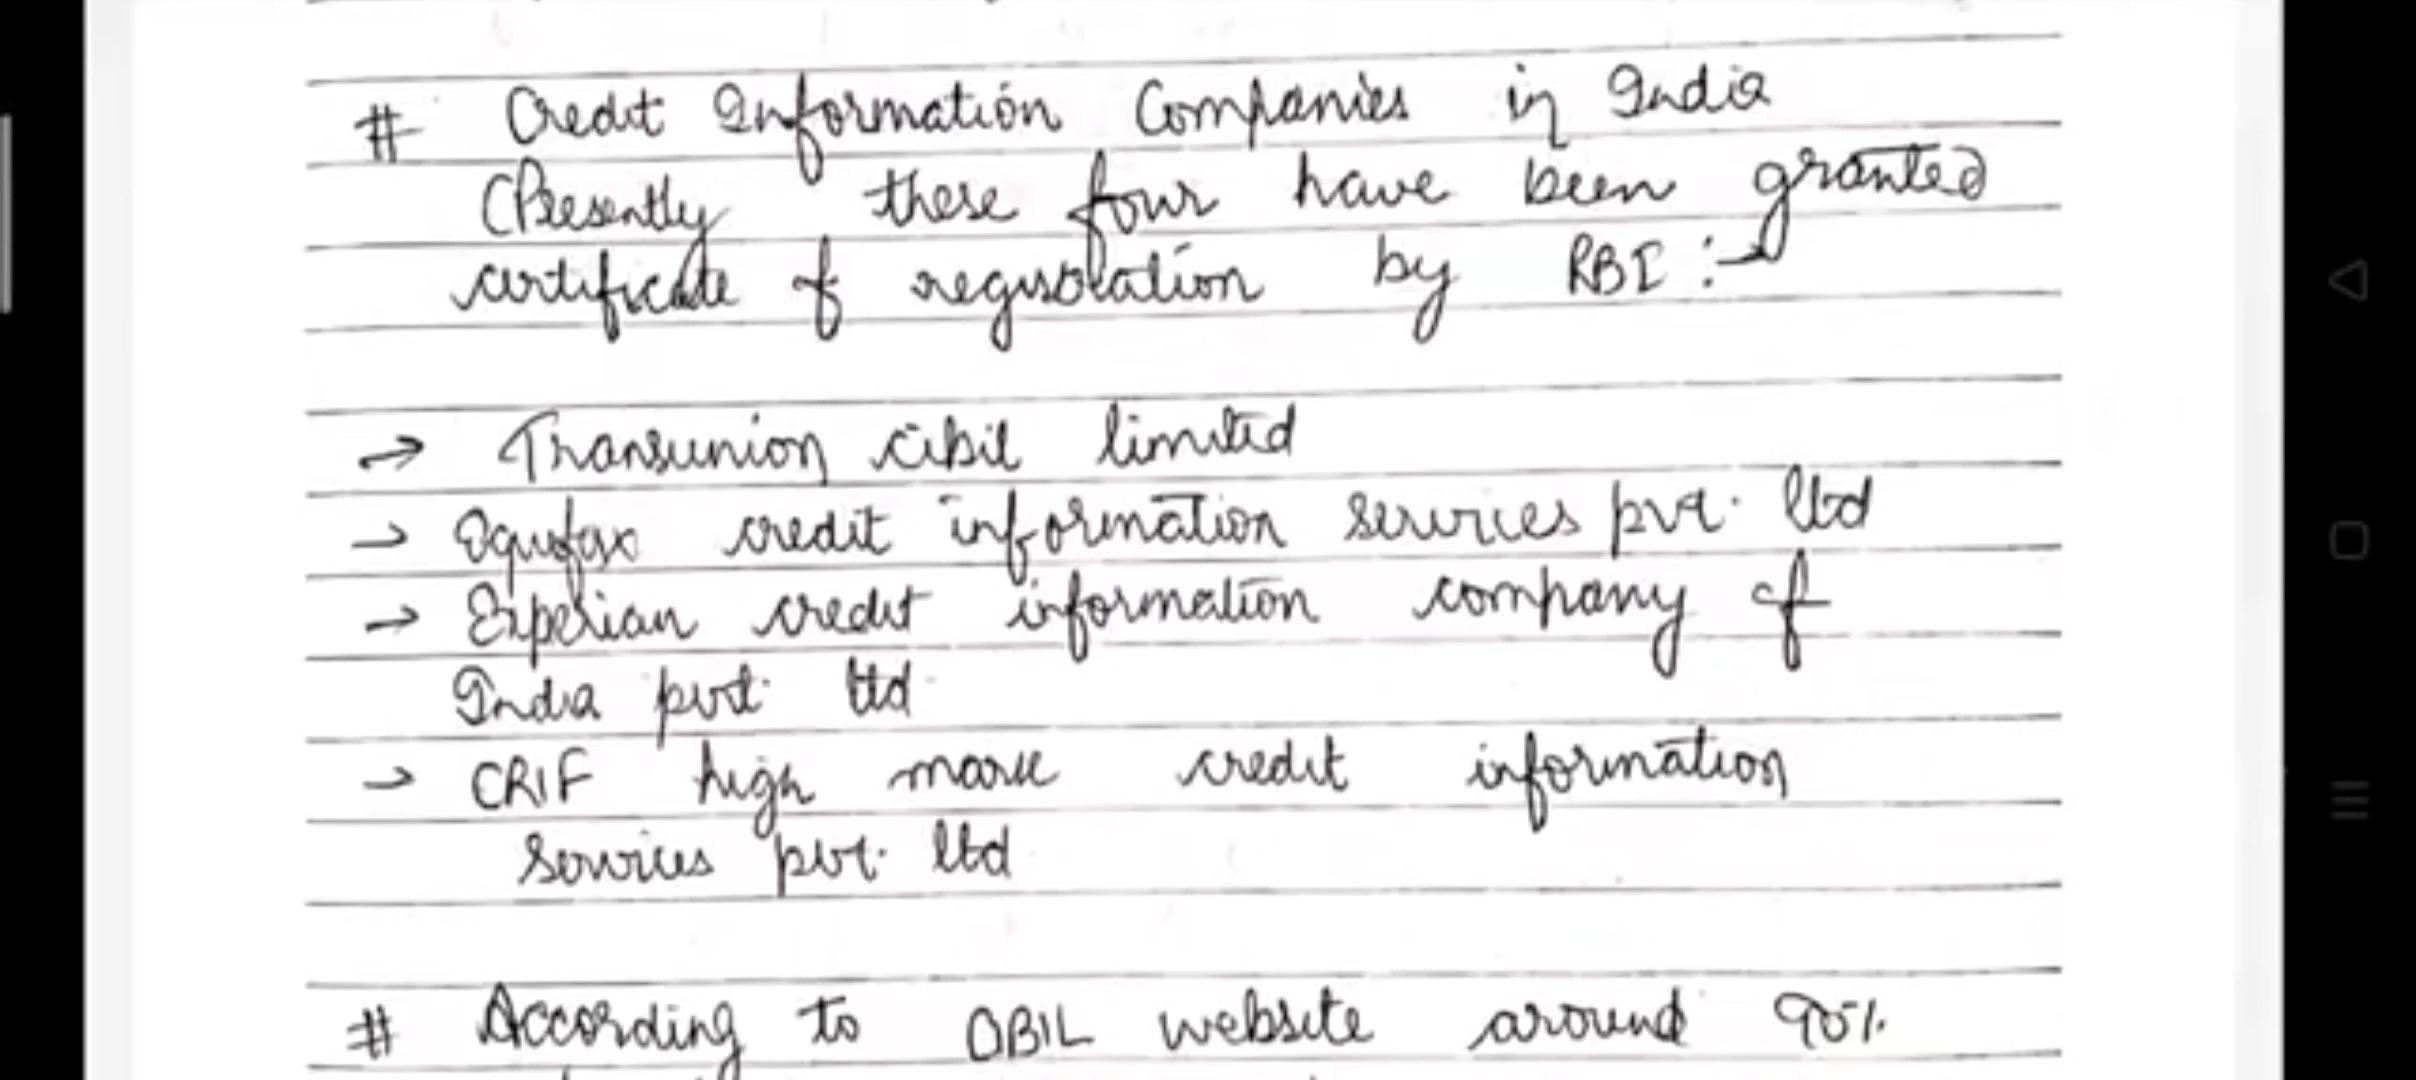 # Credit Information Companies in India
(Presently these four have been granted
certificate of registration by RBI :→
→ Transunion cibil limited
→ Equifax credit information services pvt. ltd
→ Experian credit information company of
India pvt. ltd
→ CRIF high mark credit information
services pvt. ltd
# According to CIBIL website around 90%